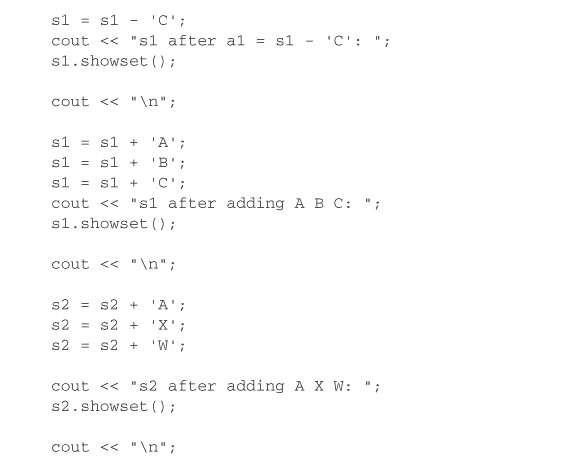 s1 = s1 - 'C';
cout << "s1 after a1 = s1 - 'C': ";
s1.showset();
cout << "\n";
s1 = s1 + 'A';
s1 = s1 + 'B';
s1 = s1 + 'C';
cout << "s1 after adding A B C: ";
s1.showset();
cout << "\n";
s2 = s2 + 'A';
s2 = s2 + 'X';
s2 = s2 + 'W';
cout << "s2 after adding A X W: ";
s2.showset();
cout << "\n";